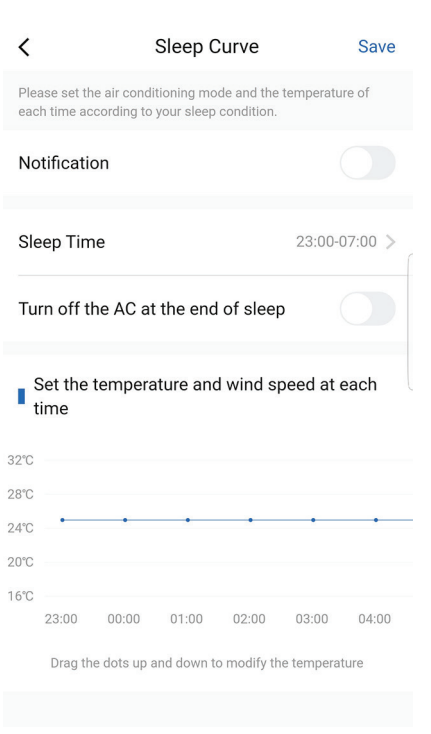 Sleep Curve
Save
Please set the air conditioning mode and the temperature of
each time according to your sleep condition.
Notification
Sleep Time
23:00-07:00
Turn off the AC at the end of sleep
Set the temperature and wind speed at each
time
32℃
28℃
24℃
20℃
16℃
23:00 00:00 01:00 02:00 03:00 04:00
Drag the dots up and down to modify the temperature